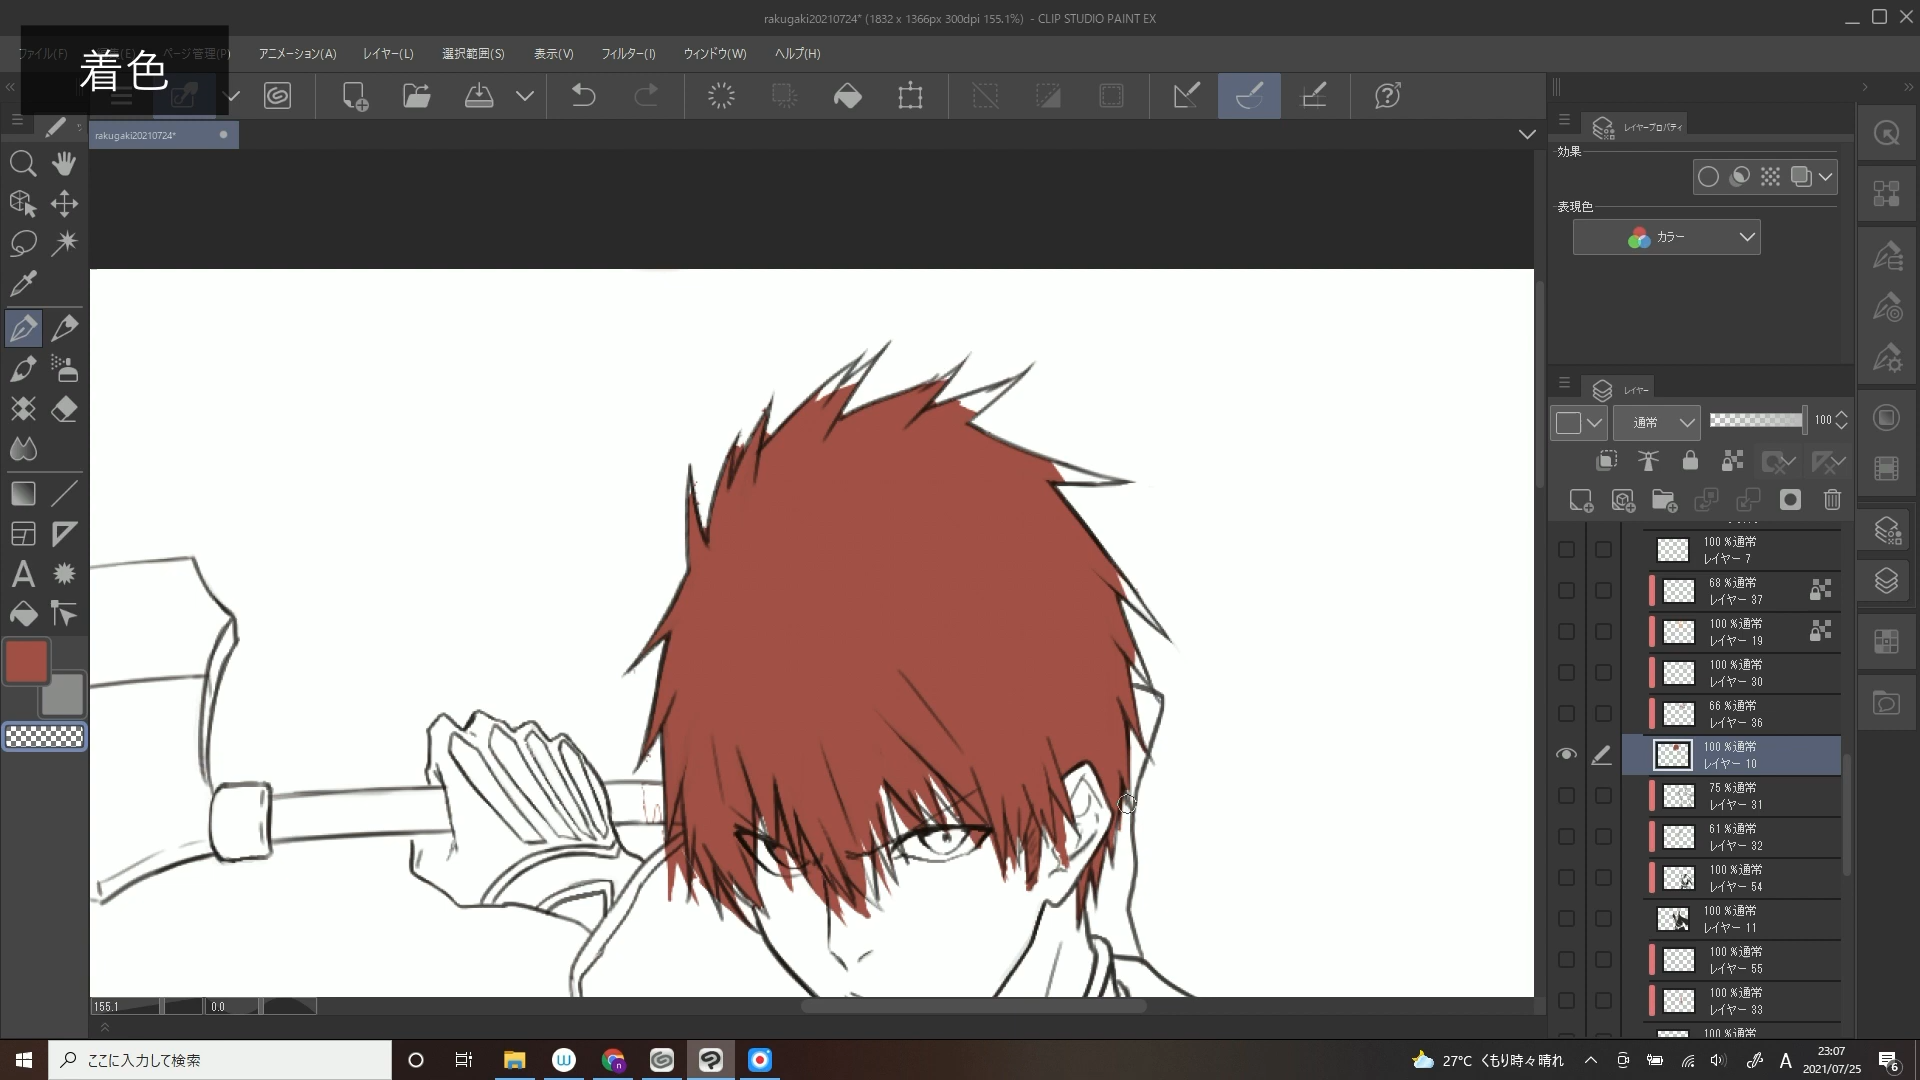 rakugaki20210724* (1832 x 1366px 300dpi 155.1%) - CLIP STUDIO PAINT EX
着色
アニメーション(A) レイヤー(L) 選択範囲(S) 表示(V) フィルター(I) ウィンドウ(W) ヘルプ(H)
rakugaki20210724*
レイヤープロパティ
効果
表現色
カラー
レイヤー
通常 100
100 %通常
レイヤー 7
68 %通常
レイヤー 37
100 %通常
レイヤー 19
100 %通常
レイヤー 30
66 %通常
レイヤー 36
100 %通常
レイヤー 10
75 %通常
レイヤー 31
61 %通常
レイヤー 32
100 %通常
レイヤー 54
100 %通常
レイヤー 11
100 %通常
レイヤー 55
100 %通常
レイヤー 33
100 %通常
155.1 0.0
ここに入力して検索
27°C くもり時々晴れ
A
23:07
2021/07/25
6